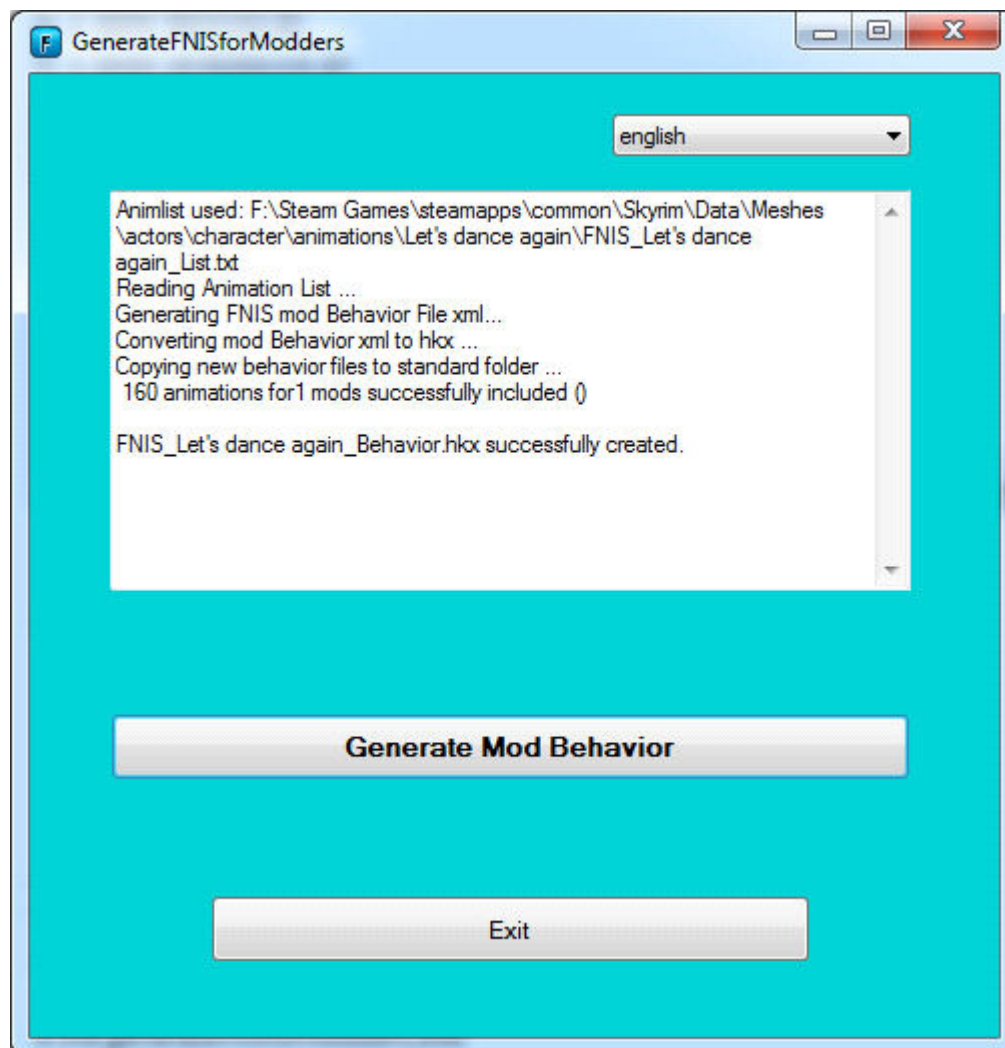 GenerateFNISforModders
english
Animlist used: F:\Steam Games\steamapps\common\Skyrim\Data\Meshes
\actors\character\animations\Let's dance again\FNIS_Let's dance
again_List.txt
Reading Animation List ...
Generating FNIS mod Behavior File xml...
Converting mod Behavior xml to hkx ...
Copying new behavior files to standard folder ...
160 animations for1 mods successfully included ()
FNIS_Let's dance again_Behavior.hkx successfully created.
Generate Mod Behavior
Exit